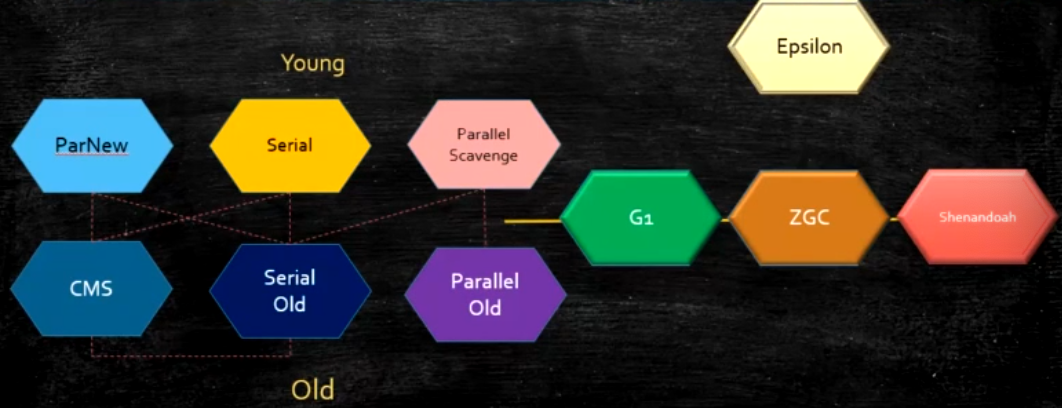 Epsilon
Young
ParNew
Serial
Parallel
Scavenge
G1
ZGC
Shenandoah
CMS
Serial
Old
Parallel
Old
Old